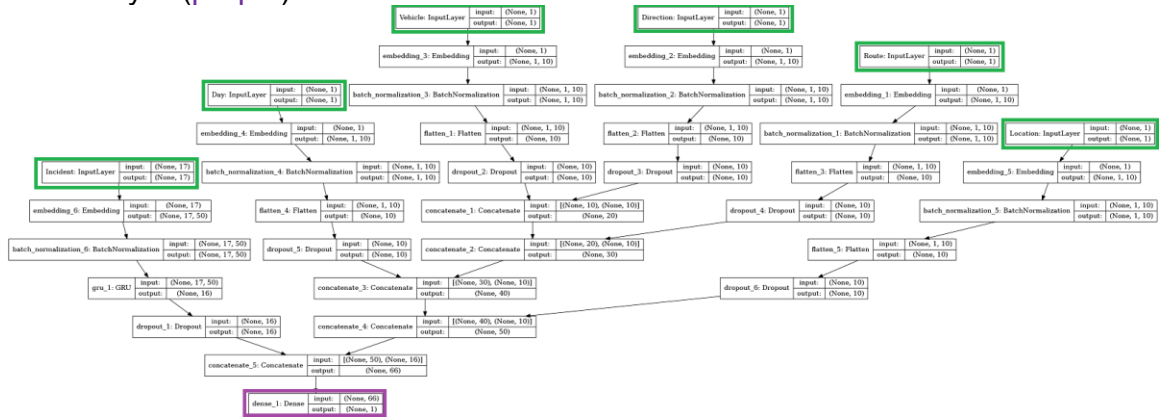 Vehicle: InputLayer input: (None, 1) output: (None, 1)
Direction: InputLayer input: (None, 1) output: (None, 1)
embedding_3: Embedding input: (None, 1) output: (None, 1, 10)
embedding_2: Embedding input: (None, 1) output: (None, 1, 10)
Route: InputLayer input: (None, 1) output: (None, 1)
Day: InputLayer input: (None, 1) output: (None, 1)
batch_normalization_3: BatchNormalization input: (None, 1, 10) output: (None, 1, 10)
batch_normalization_2: BatchNormalization input: (None, 1, 10) output: (None, 1, 10)
embedding_1: Embedding input: (None, 1) output: (None, 1, 10)
embedding_4: Embedding input: (None, 1) output: (None, 1, 10)
flatten_1: Flatten input: (None, 1, 10) output: (None, 10)
flatten_2: Flatten input: (None, 1, 10) output: (None, 10)
batch_normalization_1: BatchNormalization input: (None, 1, 10) output: (None, 1, 10)
Location: InputLayer input: (None, 1) output: (None, 1)
Incident: InputLayer input: (None, 17) output: (None, 17)
batch_normalization_4: BatchNormalization input: (None, 1, 10) output: (None, 1, 10)
dropout_2: Dropout input: (None, 10) output: (None, 10)
dropout_3: Dropout input: (None, 10) output: (None, 10)
flatten_3: Flatten input: (None, 1, 10) output: (None, 10)
embedding_5: Embedding input: (None, 1) output: (None, 1, 10)
embedding_6: Embedding input: (None, 17) output: (None, 17, 50)
flatten_4: Flatten input: (None, 1, 10) output: (None, 10)
concatenate_1: Concatenate input: [(None, 10), (None, 10)] output: (None, 20)
dropout_4: Dropout input: (None, 10) output: (None, 10)
batch_normalization_5: BatchNormalization input: (None, 1, 10) output: (None, 1, 10)
batch_normalization_6: BatchNormalization input: (None, 17, 50) output: (None, 17, 50)
dropout_5: Dropout input: (None, 10) output: (None, 10)
concatenate_2: Concatenate input: [(None, 20), (None, 10)] output: (None, 30)
flatten_5: Flatten input: (None, 1, 10) output: (None, 10)
gru_1: GRU input: (None, 17, 50) output: (None, 16)
concatenate_3: Concatenate input: [(None, 30), (None, 10)] output: (None, 40)
dropout_6: Dropout input: (None, 10) output: (None, 10)
dropout_1: Dropout input: (None, 16) output: (None, 16)
concatenate_4: Concatenate input: [(None, 40), (None, 10)] output: (None, 50)
concatenate_5: Concatenate input: [(None, 50), (None, 16)] output: (None, 66)
dense_1: Dense input: (None, 66) output: (None, 1)